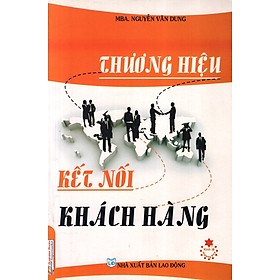 MBA. NGUYỄN VĂN DUNG
THƯƠNG HIỆU
KẾT NỐI
KHÁCH HÀNG
NHÀ XUẤT BẢN LAO ĐỘNG